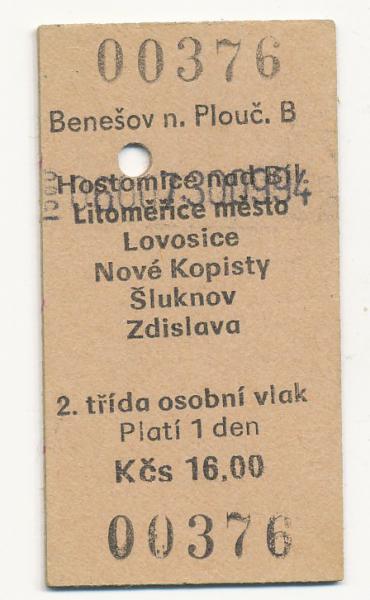 00376
Benešov n. Plouč. B
Hostomice nad Bíl.
Litoměřice město
Lovosice
Nové Kopisty
Šluknov
Zdislava
2. třída osobní vlak
Platí 1 den
Kčs 16,00
00376